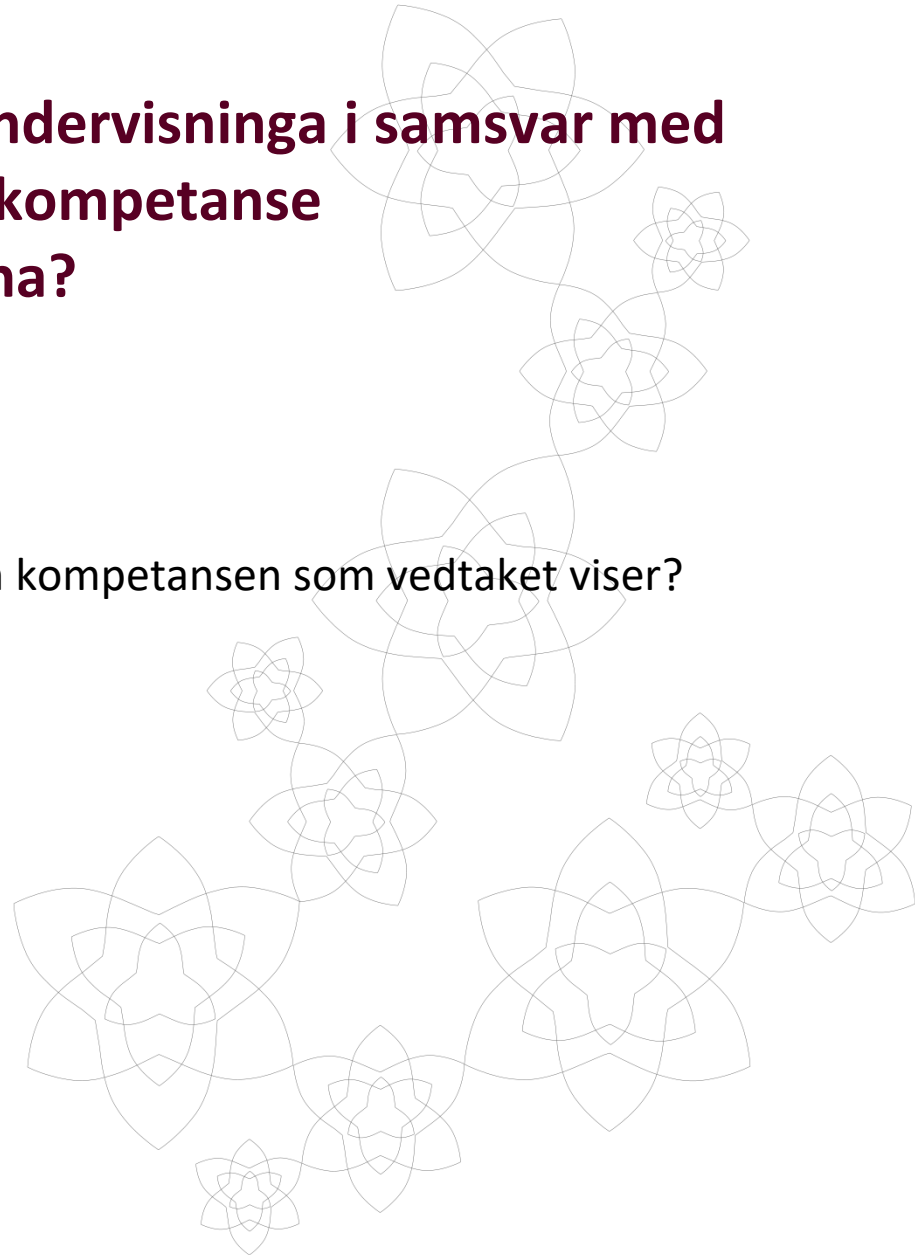 ndervisninga i samsvar med
kompetanse
na?
kompetansen som vedtaket viser?